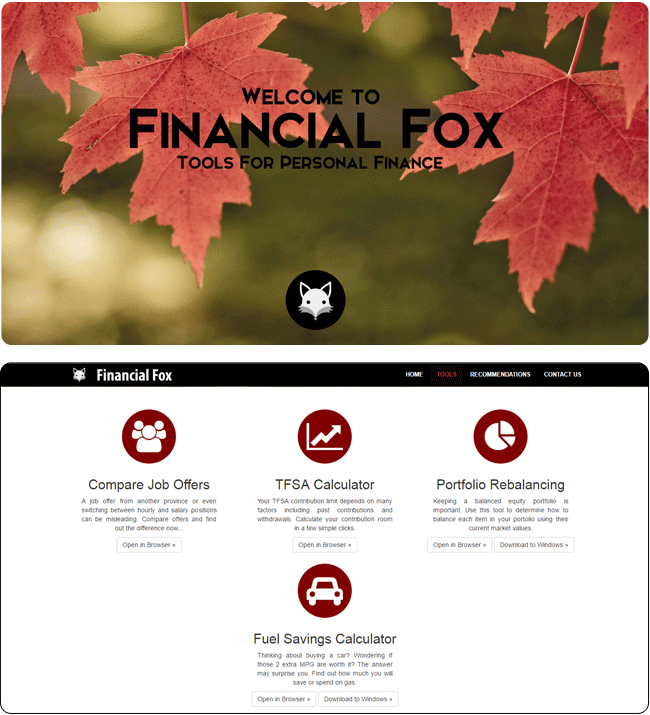 Welcome to
Financial Fox
Tools For Personal Finance
Financial Fox
HOME TOOLS RECOMMENDATIONS CONTACT US
Compare Job Offers
A job offer from another province or even
switching between hourly and salary positions
can be misleading. Compare offers and find
out the difference now...
Open in Browser »
TFSA Calculator
Your TFSA contribution limit depends on many
factors including past contributions and
withdrawals. Calculate your contribution room
in a few simple clicks.
Open in Browser »
Portfolio Rebalancing
Keeping a balanced equity portfolio is
important. Use this tool to determine how to
balance each item in your portolio using their
current market values.
Open in Browser » Download to Windows »
Fuel Savings Calculator
Thinking about buying a car? Wondering if
those 2 extra MPG are worth it? The answer
may surprise you. Find out how much you will
save or spend on gas.
Open in Browser » Download to Windows »